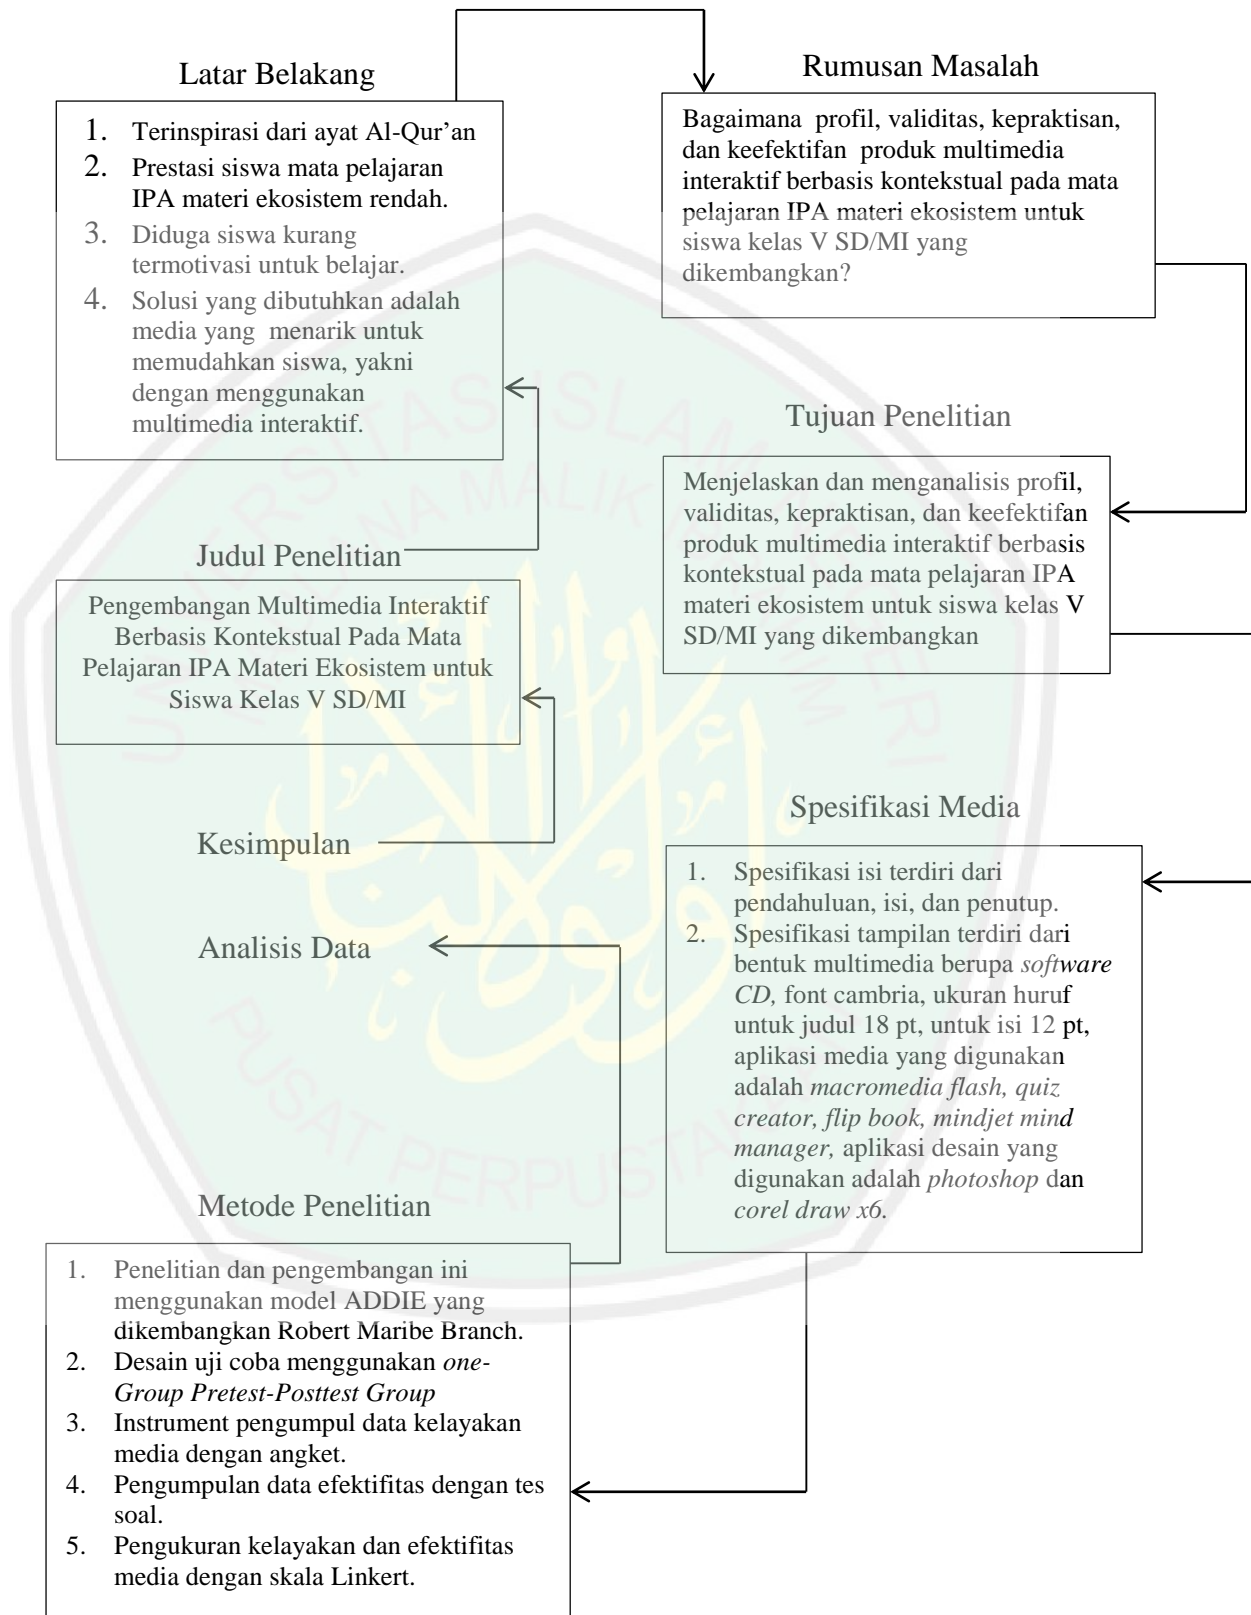 Latar Belakang
1. Terinspirasi dari ayat Al-Qur'an
2. Prestasi siswa mata pelajaran
IPA materi ekosistem rendah.
3. Diduga siswa kurang
termotivasi untuk belajar.
4. Solusi yang dibutuhkan adalah
media yang menarik untuk
memudahkan siswa, yakni
dengan menggunakan
multimedia interaktif.
Rumusan Masalah
Bagaimana profil, validitas, kepraktisan,
dan keefektifan produk multimedia
interaktif berbasis kontekstual pada mata
pelajaran IPA materi ekosistem untuk
siswa kelas V SD/MI yang
dikembangkan?
Tujuan Penelitian
Menjelaskan dan menganalisis profil,
validitas, kepraktisan, dan keefektifan
produk multimedia interaktif berbasis
kontekstual pada mata pelajaran IPA
materi ekosistem untuk siswa kelas V
SD/MI yang dikembangkan
Judul Penelitian
Pengembangan Multimedia Interaktif
Berbasis Kontekstual Pada Mata
Pelajaran IPA Materi Ekosistem untuk
Siswa Kelas V SD/MI
Spesifikasi Media
1. Spesifikasi isi terdiri dari
pendahuluan, isi, dan penutup.
2. Spesifikasi tampilan terdiri dari
bentuk multimedia berupa software
CD, font cambria, ukuran huruf
untuk judul 18 pt, untuk isi 12 pt,
aplikasi media yang digunakan
adalah macromedia flash, quiz
creator, flip book, mindjet mind
manager, aplikasi desain yang
digunakan adalah photoshop dan
corel draw x6.
Kesimpulan
Analisis Data
Metode Penelitian
1. Penelitian dan pengembangan ini
menggunakan model ADDIE yang
dikembangkan Robert Maribe Branch.
2. Desain uji coba menggunakan one-
Group Pretest-Posttest Group
3. Instrument pengumpul data kelayakan
media dengan angket.
4. Pengumpulan data efektifitas dengan tes
soal.
5. Pengukuran kelayakan dan efektifitas
media dengan skala Linkert.
PUSAT PERPUSTAKAAN